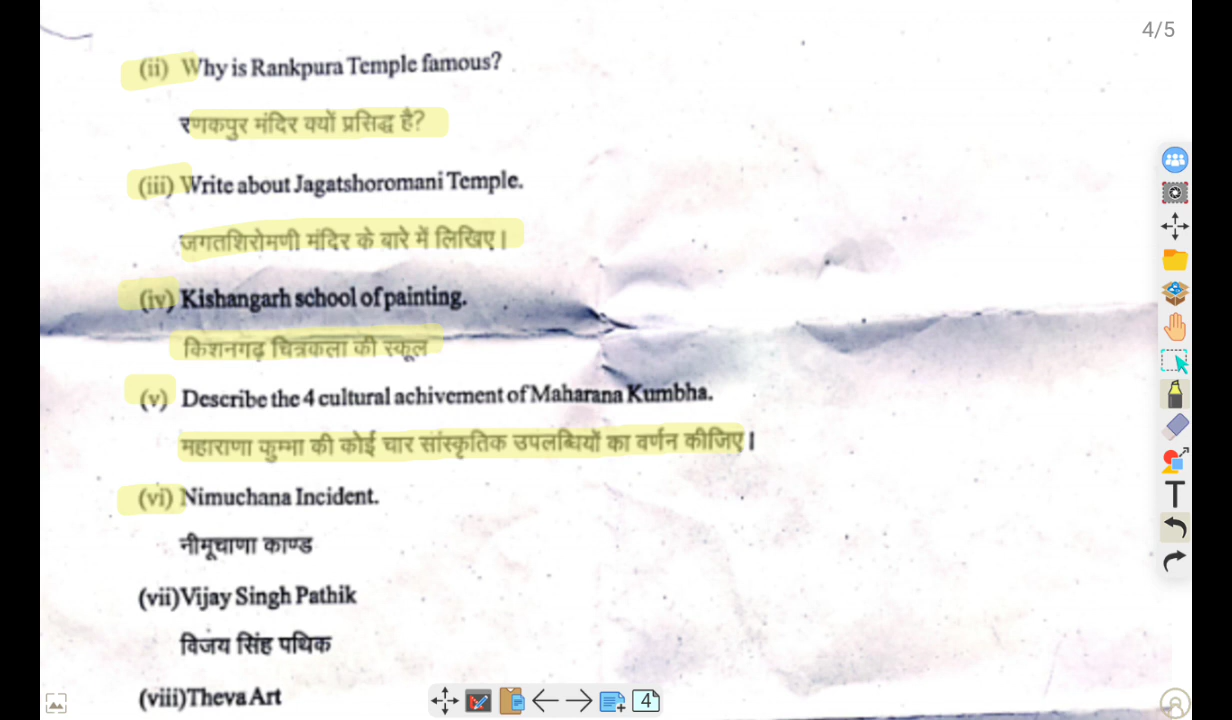 4/5
(ii) Why is Rankpura Temple famous?
रणकपुर मंदिर क्यों प्रसिद्ध है?
(iii) Write about Jagatshoromani Temple.
जगतशिरोमणी मंदिर के बारे में लिखिए।
(iv) Kishangarh school of painting.
किशनगढ़ चित्रकला की स्कूल
(v) Describe the 4 cultural achivement of Maharana Kumbha.
महाराणा कुम्भा की कोई चार सांस्कृतिक उपलब्धियों का वर्णन कीजिए।
(vi) Nimuchana Incident.
नीमूचाणा काण्ड
(vii) Vijay Singh Pathik
विजय सिंह पथिक
(viii) Theva Art
T
4